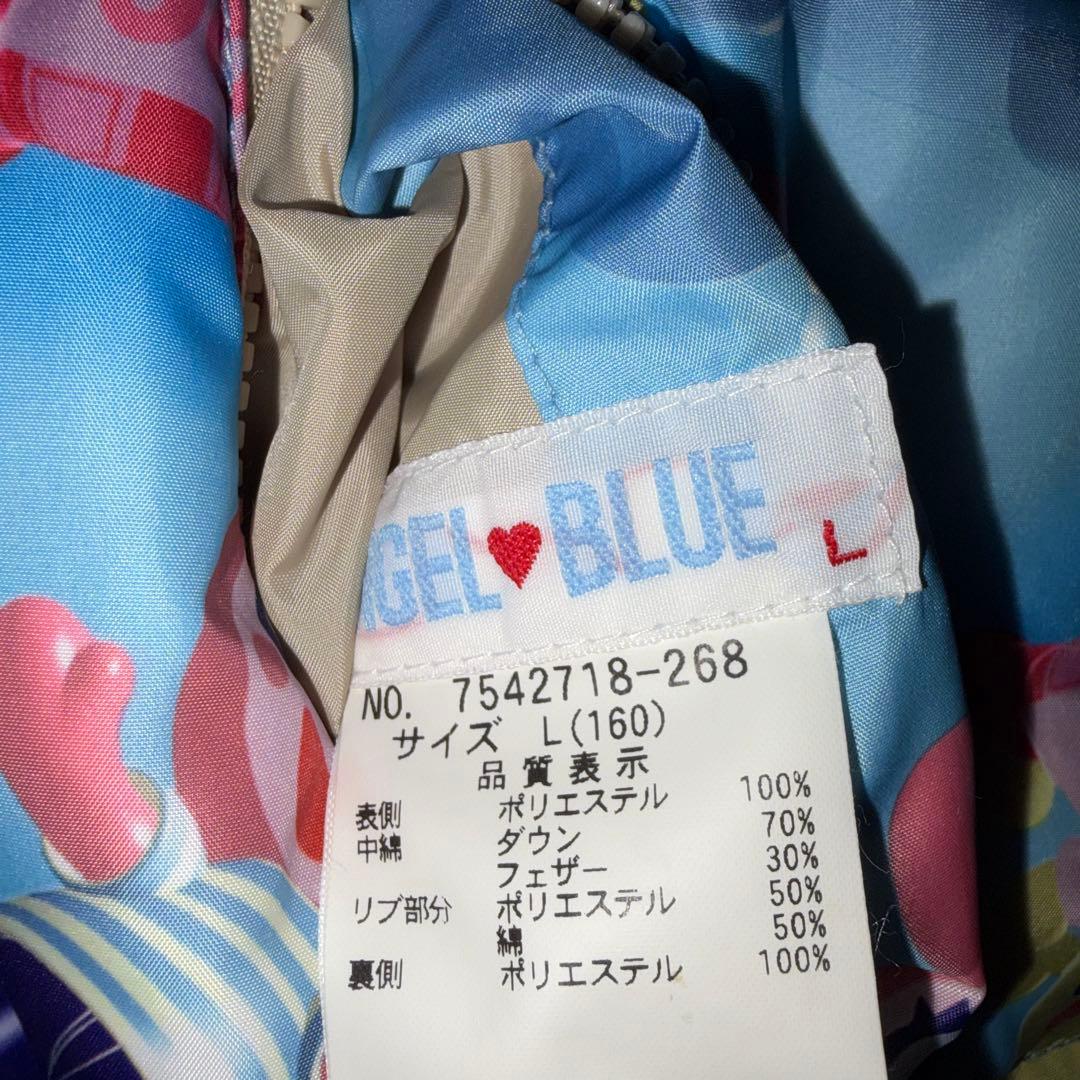 NGEL♥BLUE L
NO. 7542718-268
サイズ L(160)
品質表示
表側 ポリエステル 100%
中綿 ダウン 70%
フェザー 30%
リブ部分 ポリエステル 50%
綿 50%
裏側 ポリエステル 100%